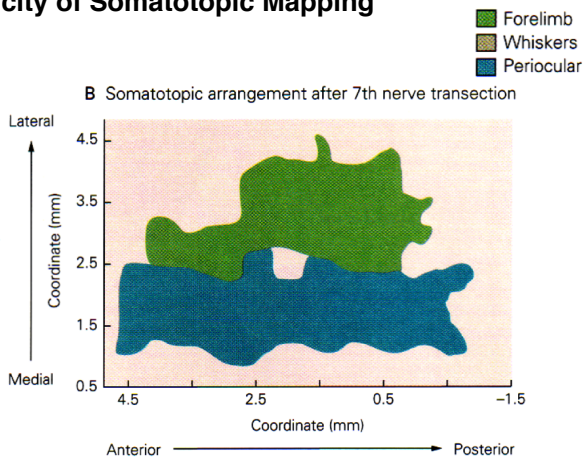 city of Somatotopic Mapping
Forelimb
Whiskers
Periocular
B Somatotopic arrangement after 7th nerve transection
Lateral
4.5
3.5
Coordinate (mm)
2.5
1.5
Medial
0.5
4.5 2.5 0.5 −1.5
Coordinate (mm)
Anterior Posterior